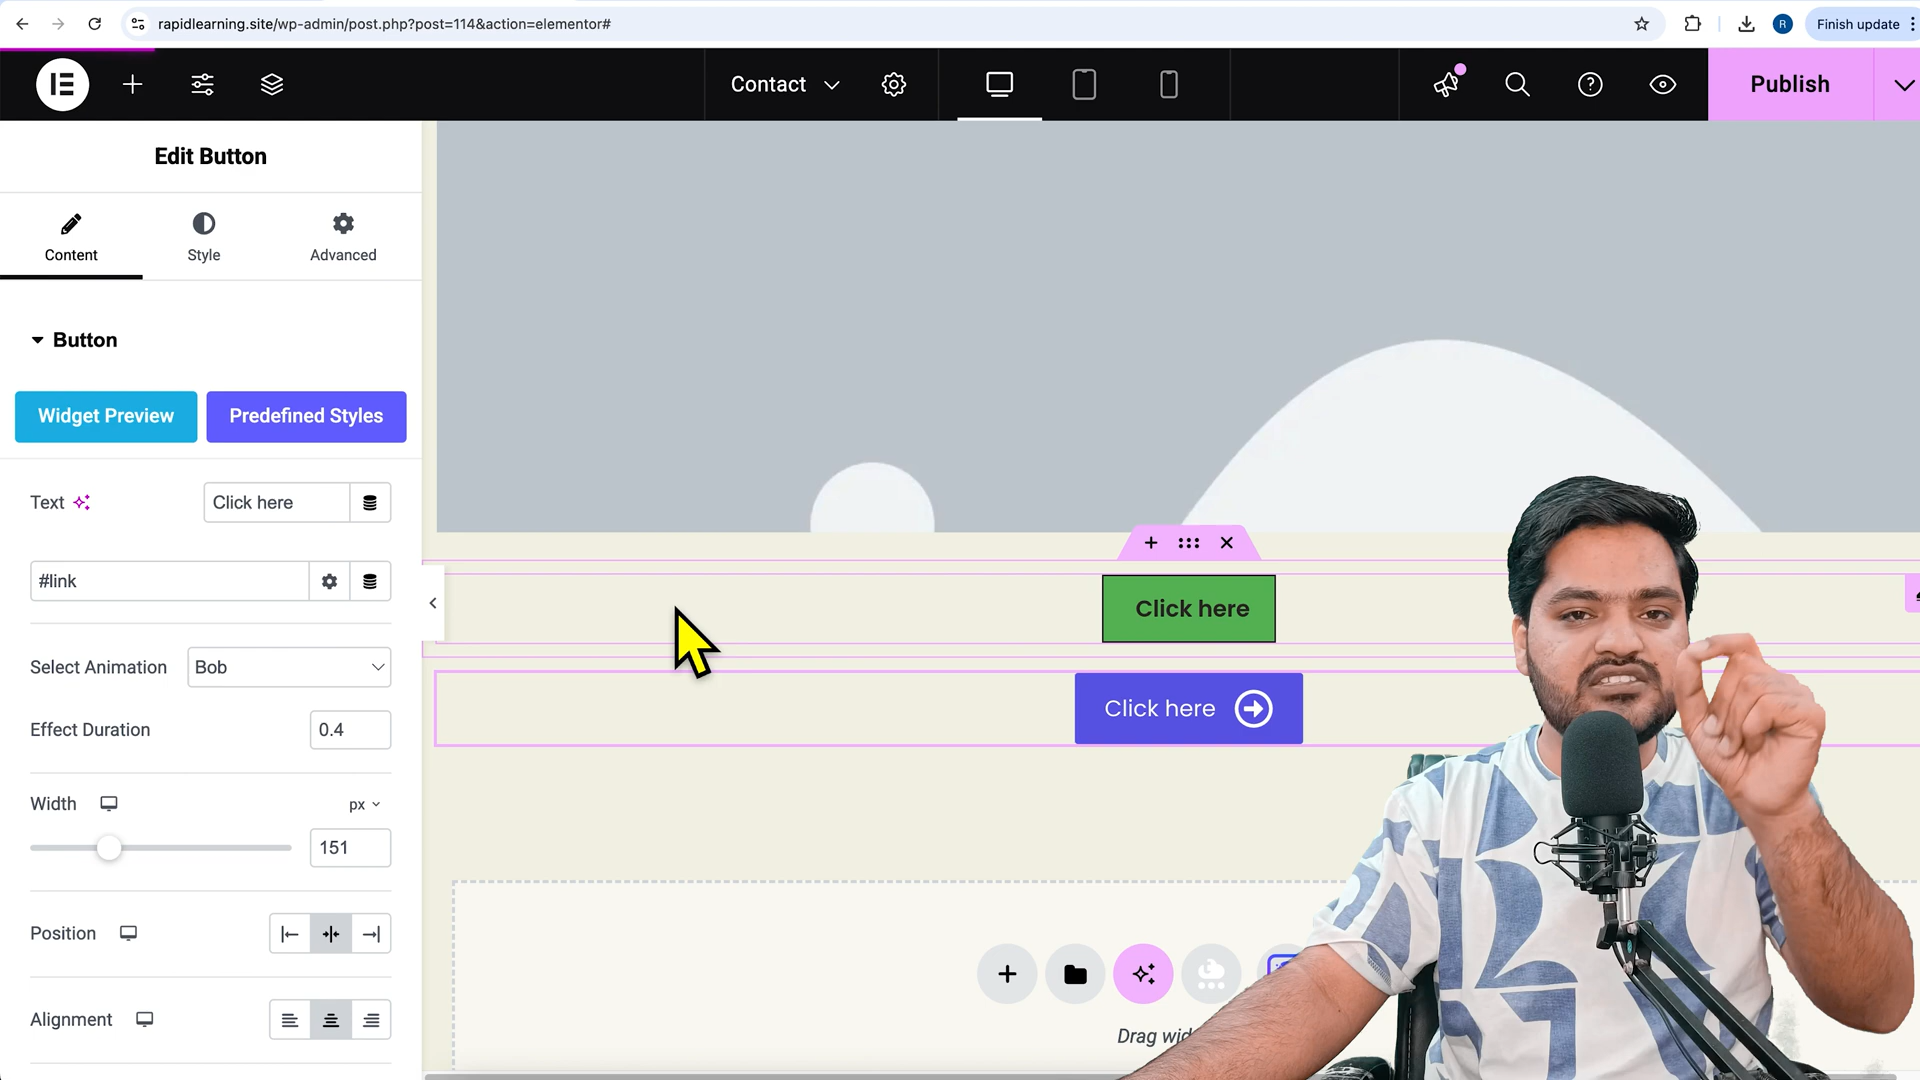 rapidlearning.site/wp-admin/post.php?post=114&action=elementor#
R
Finish update
Contact
Publish
Edit Button
Content
Style
Advanced
Button
Widget Preview
Predefined Styles
Text
Click here
#link
Select Animation
Bob
Effect Duration
0.4
Width
px
151
Position
Alignment
Click here
Click here
Drag